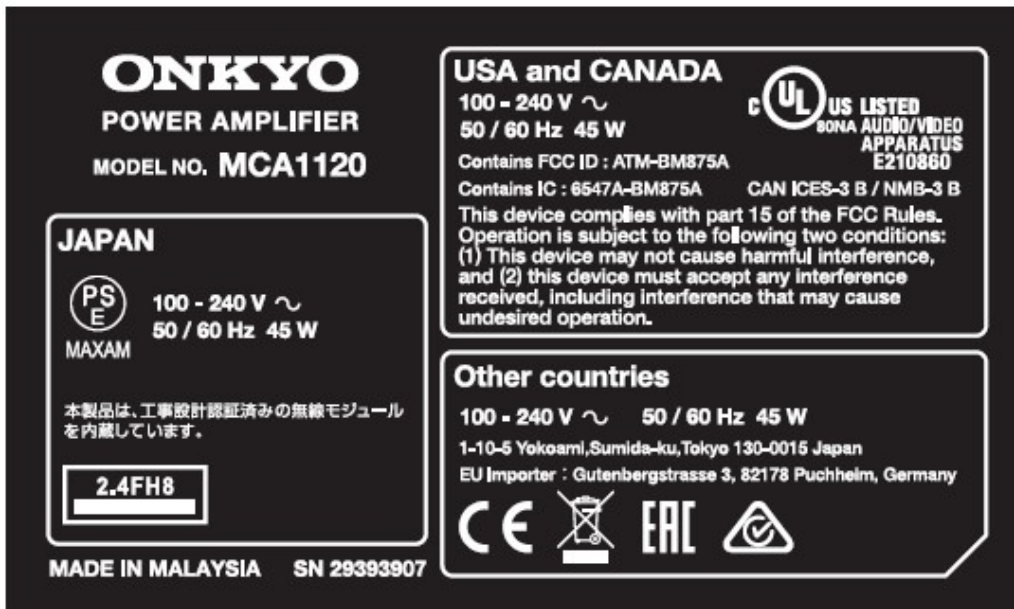 ONKYO
POWER AMPLIFIER
MODEL NO. MCA1120
JAPAN
PS
E
MAXAM
100 - 240 V ~
50 / 60 Hz 45 W
本製品は、工事設計認証済みの無線モジュール
を内蔵しています。
2.4FH8
MADE IN MALAYSIA SN 29393907
USA and CANADA
100 - 240 V ~
50 / 60 Hz 45 W
C UL US LISTED
80NA AUDIO/VIDEO
APPARATUS
E210860
Contains FCC ID : ATM-BM875A
Contains IC : 6547A-BM875A CAN ICES-3 B / NMB-3 B
This device complies with part 15 of the FCC Rules.
Operation is subject to the following two conditions:
(1) This device may not cause harmful interference,
and (2) this device must accept any interference
received, including interference that may cause
undesired operation.
Other countries
100 - 240 V ~ 50 / 60 Hz 45 W
1-10-5 Yokoami,Sumida-ku,Tokyo 130-0015 Japan
EU Importer : Gutenbergstrasse 3, 82178 Puchheim, Germany
CE EAC